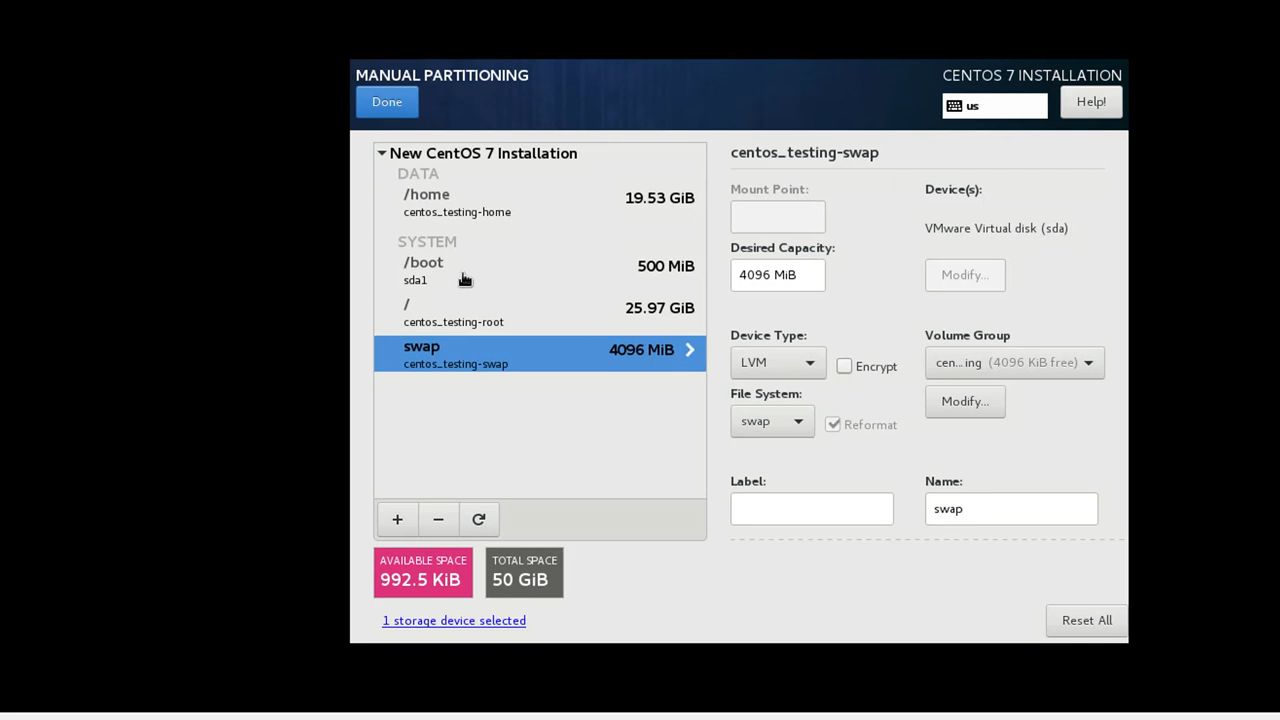 MANUAL PARTITIONING
CENTOS 7 INSTALLATION
Done
us
Help!
New CentOS 7 Installation
DATA
/home
19.53 GiB
centos_testing-home
SYSTEM
/boot
500 MiB
sda1
/
25.97 GiB
centos_testing-root
swap
4096 MiB
centos_testing-swap
centos_testing-swap
Mount Point:
Device(s):
VMware Virtual disk (sda)
Desired Capacity:
4096 MiB
Modify...
Device Type:
Volume Group
LVM
Encrypt
cen...ing (4096 KiB free)
File System:
Modify...
swap
Reformat
Label:
Name:
swap
+
−
AVAILABLE SPACE
992.5 KiB
TOTAL SPACE
50 GiB
1 storage device selected
Reset All